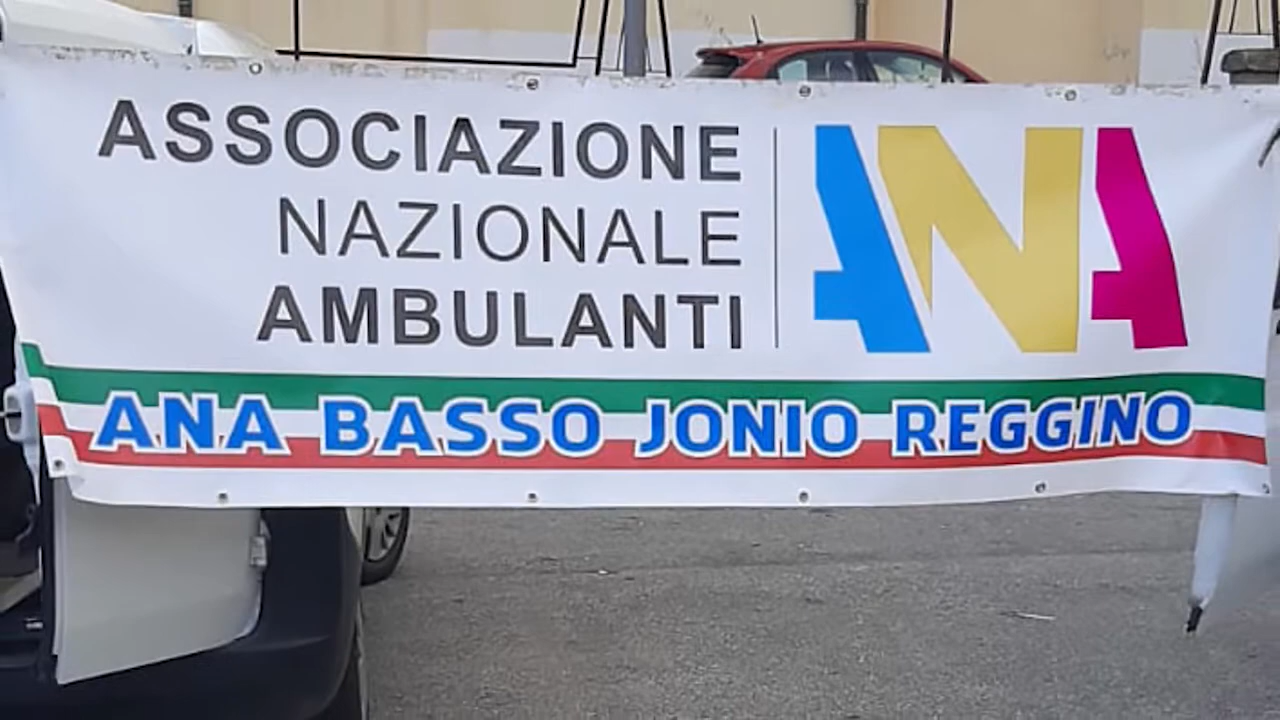 ASSOCIAZIONE
NAZIONALE
AMBULANTI
ANA
ANA BASSO JONIO REGGINO